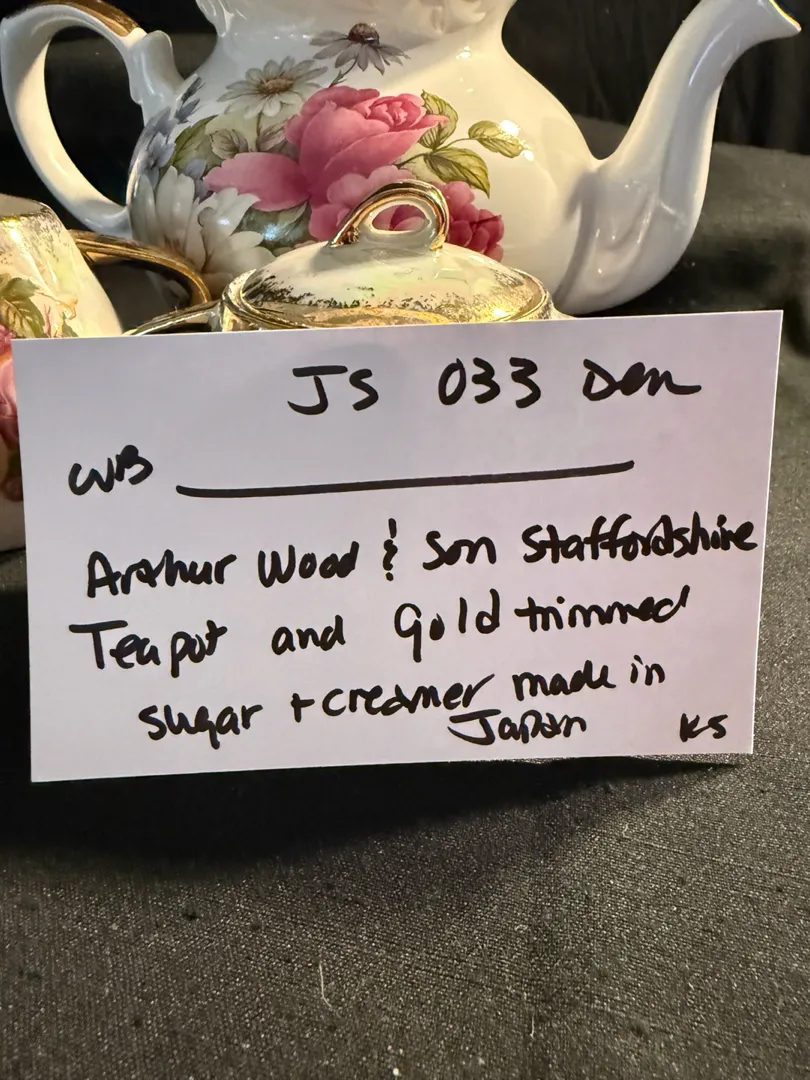 JS 033 Den
WB
Arthur Wood & Son Staffordshire
Teapot and Gold trimmed
sugar + creamer made in
Japan KS